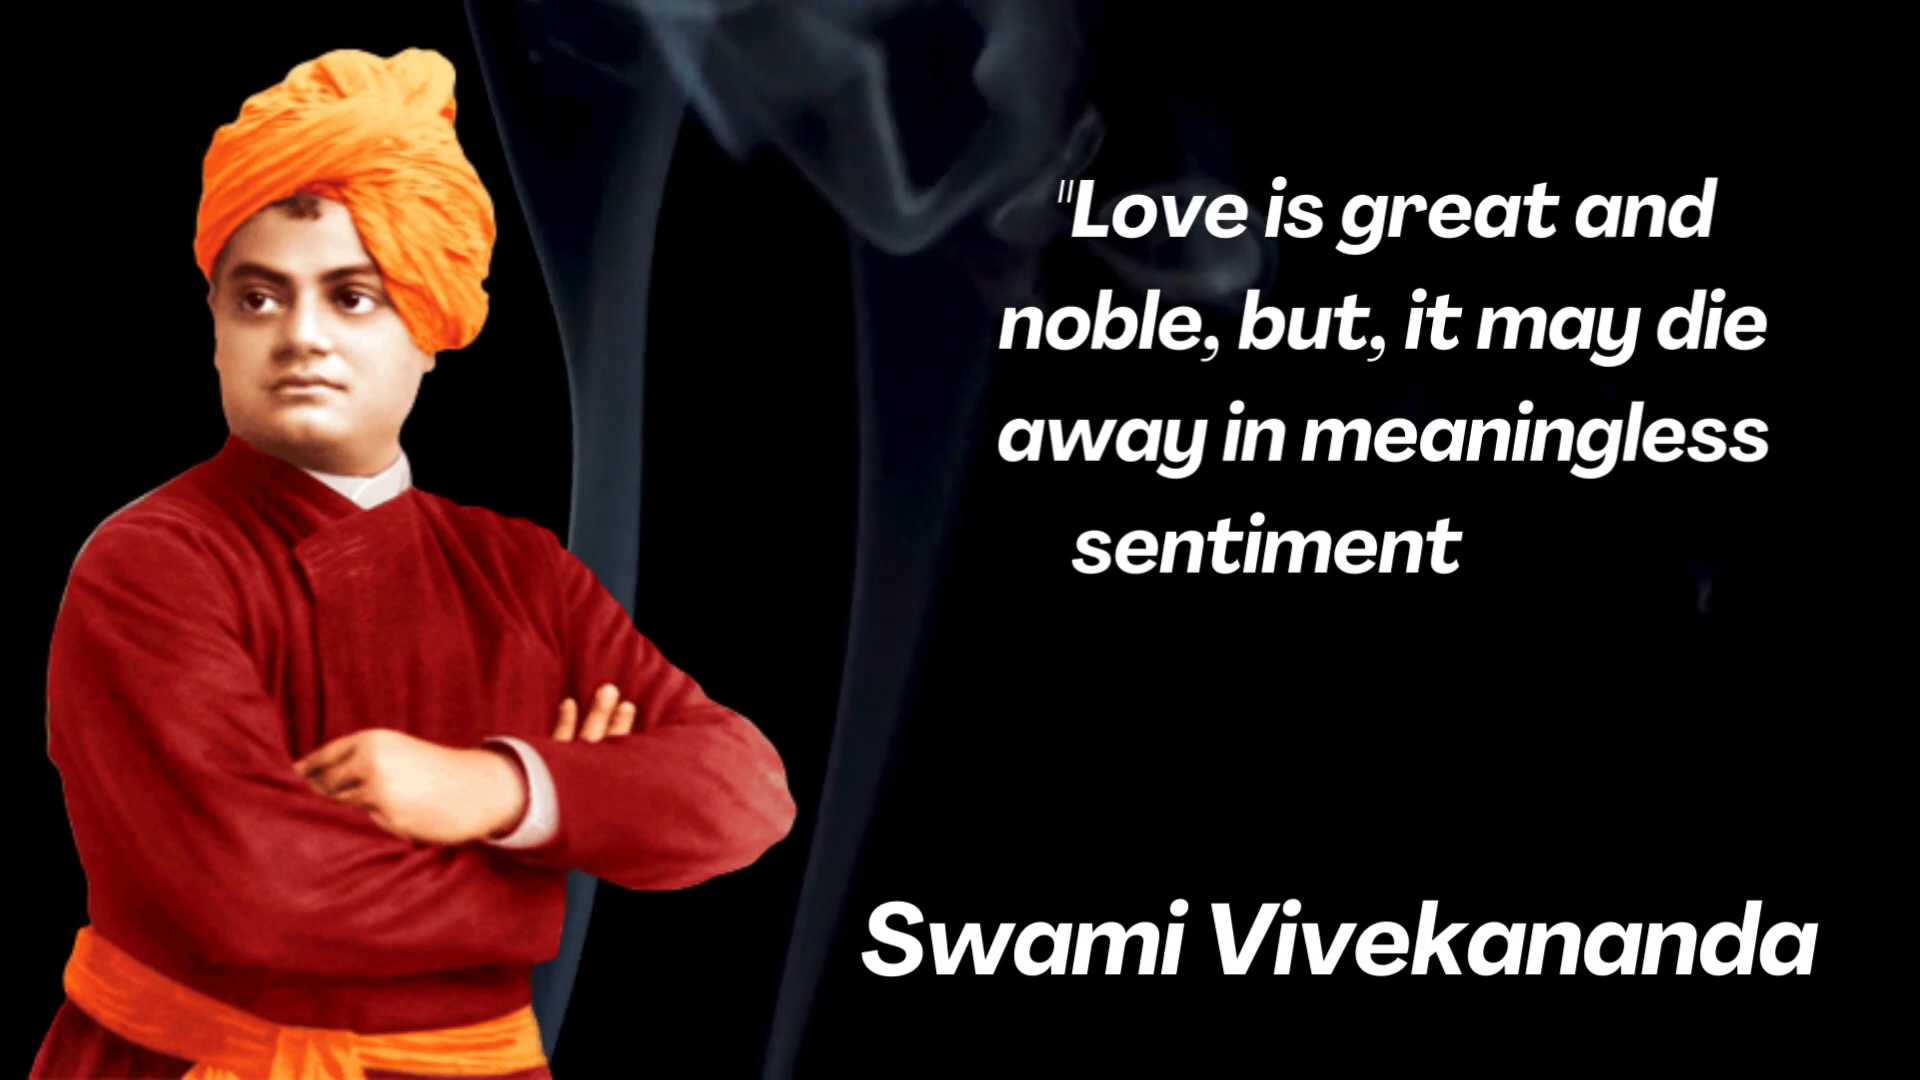 "Love is great and
noble, but, it may die
away in meaningless
sentiment
Swami Vivekananda